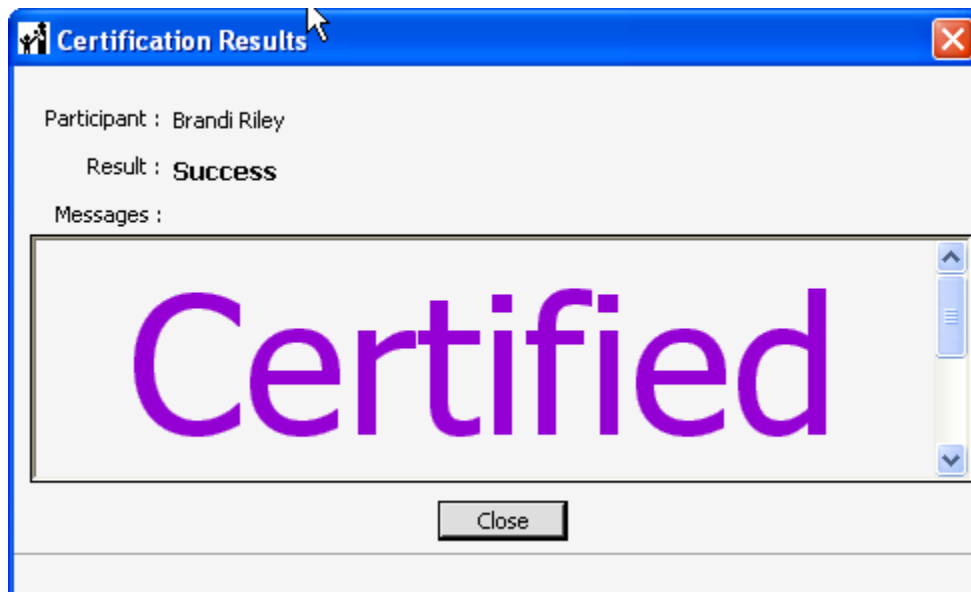 Certification Results
Participant : Brandi Riley
Result : Success
Messages :
Certified
Close